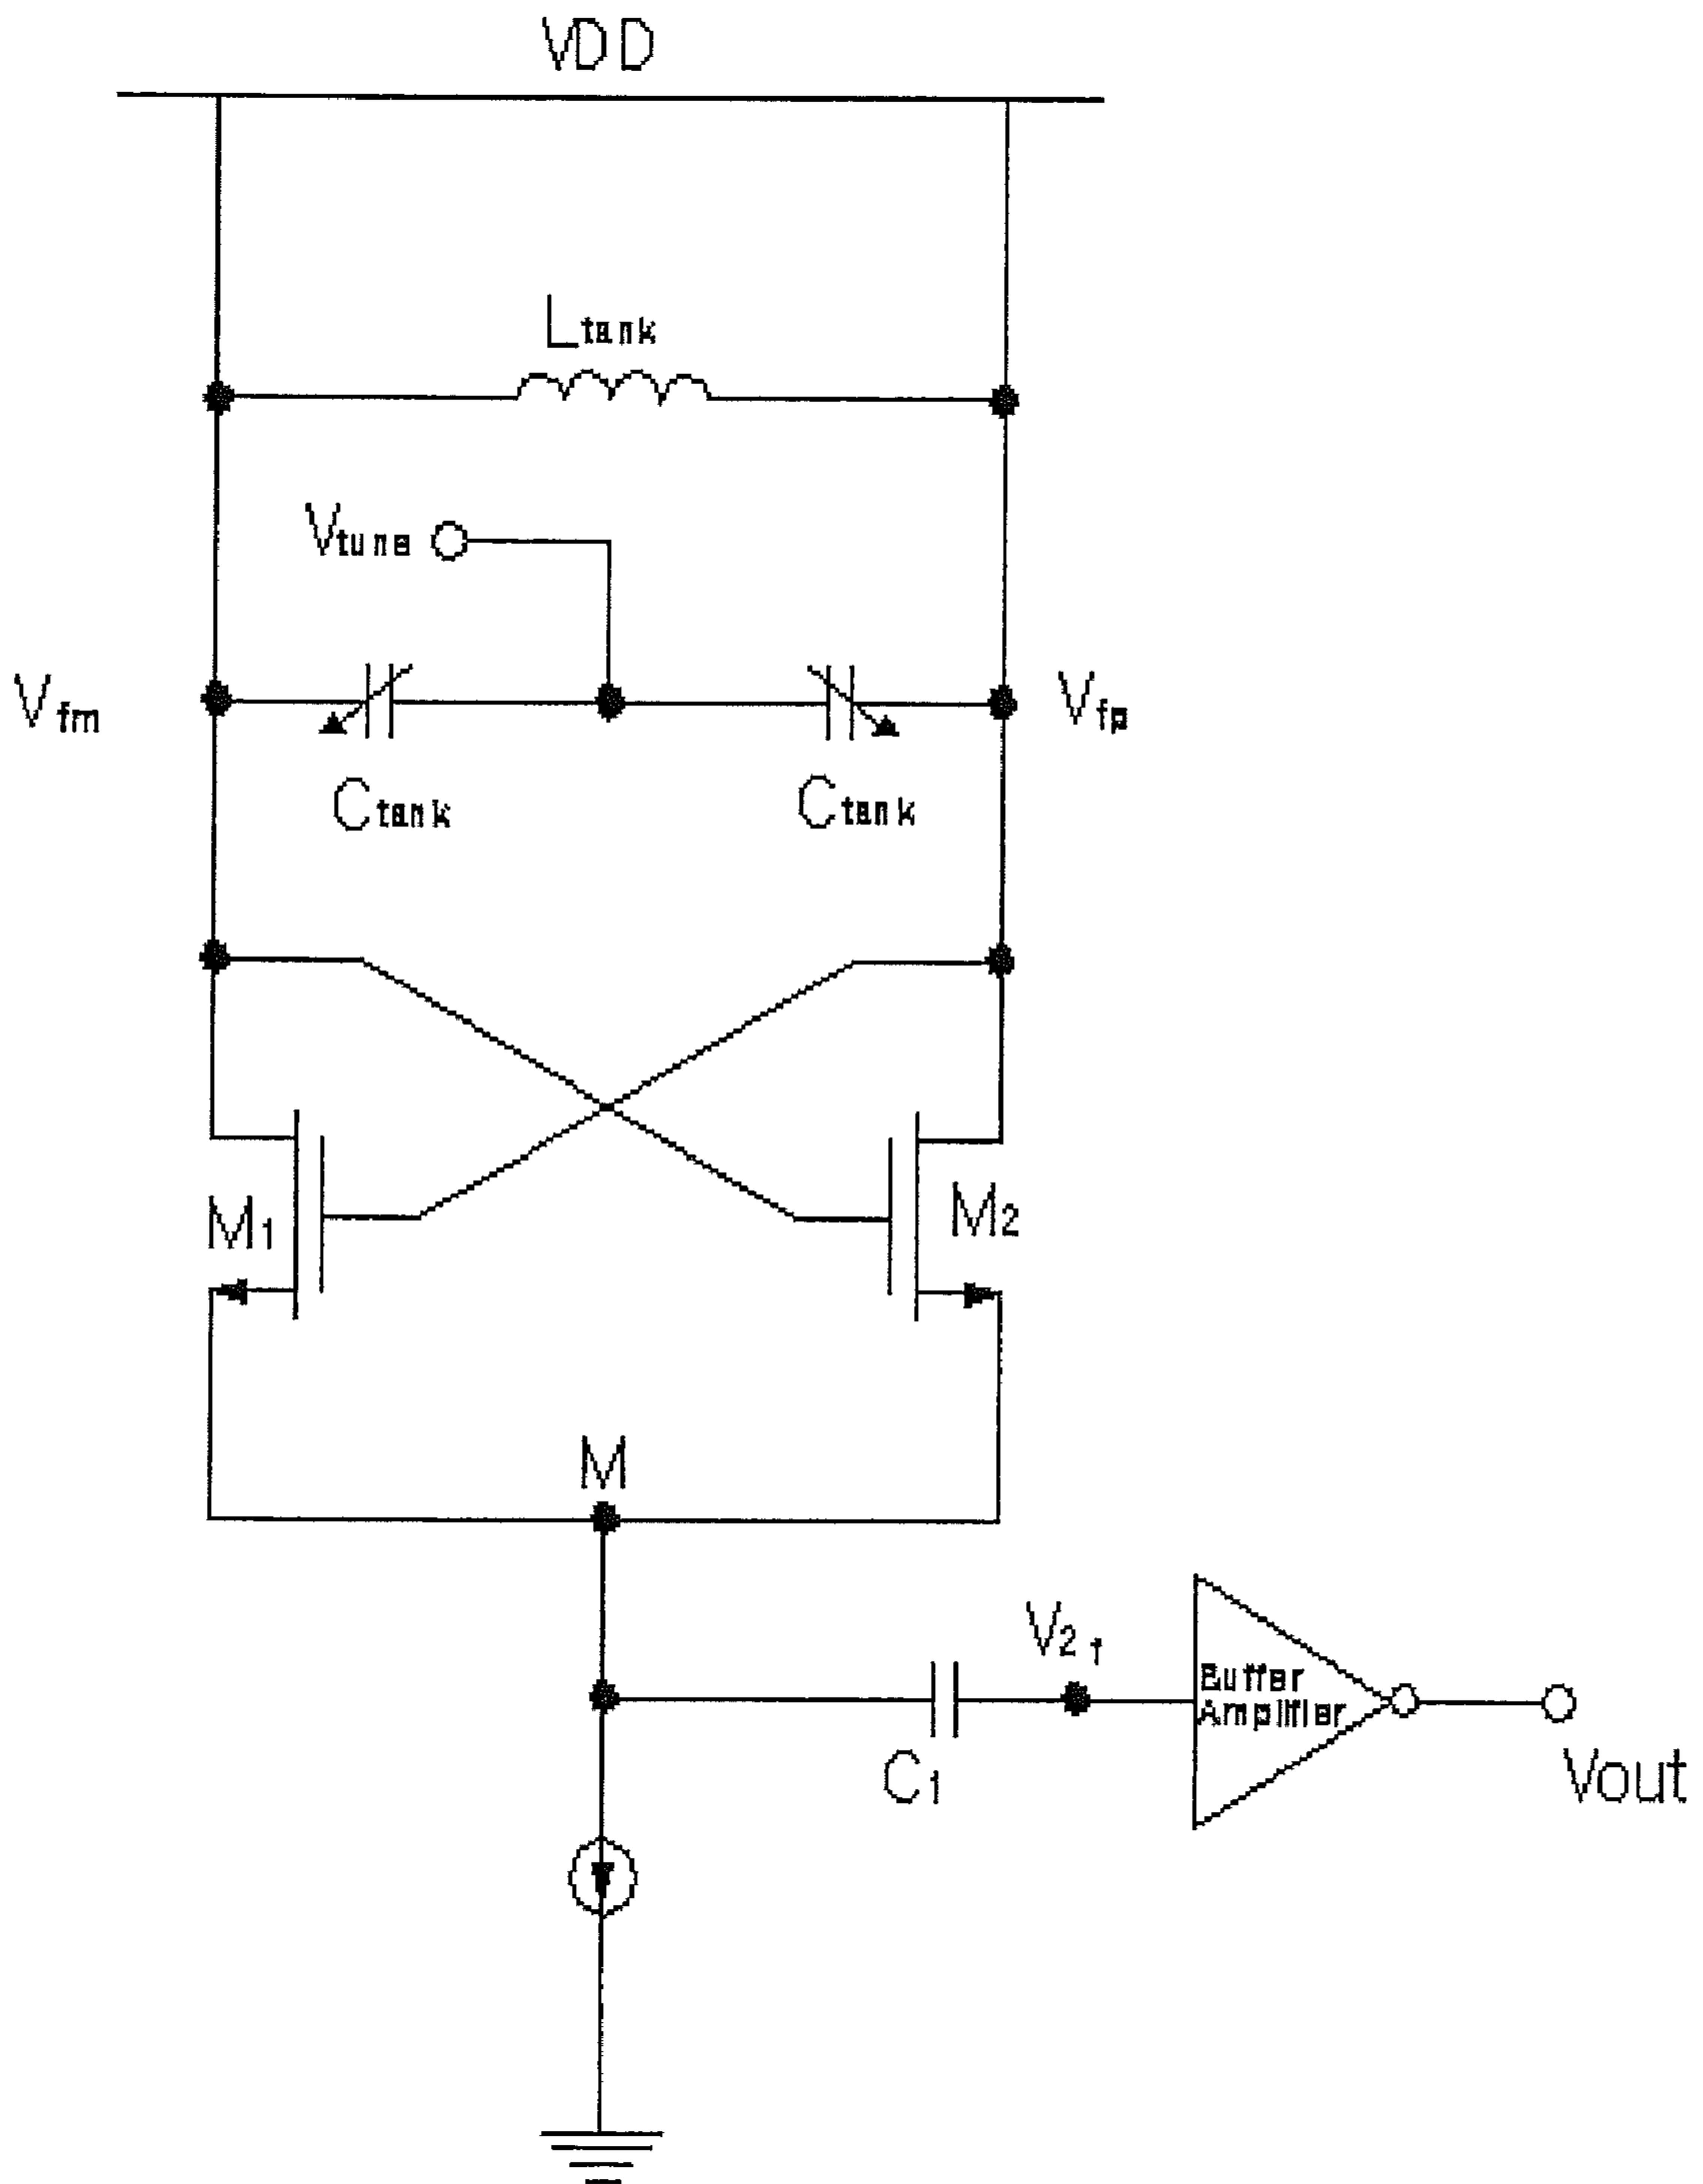 VDD
Ltank
Vtune
Vfm
Vfp
Ctank
Ctank
M1
M2
M
V2f
Buffer
Amplifier
C1
Vout